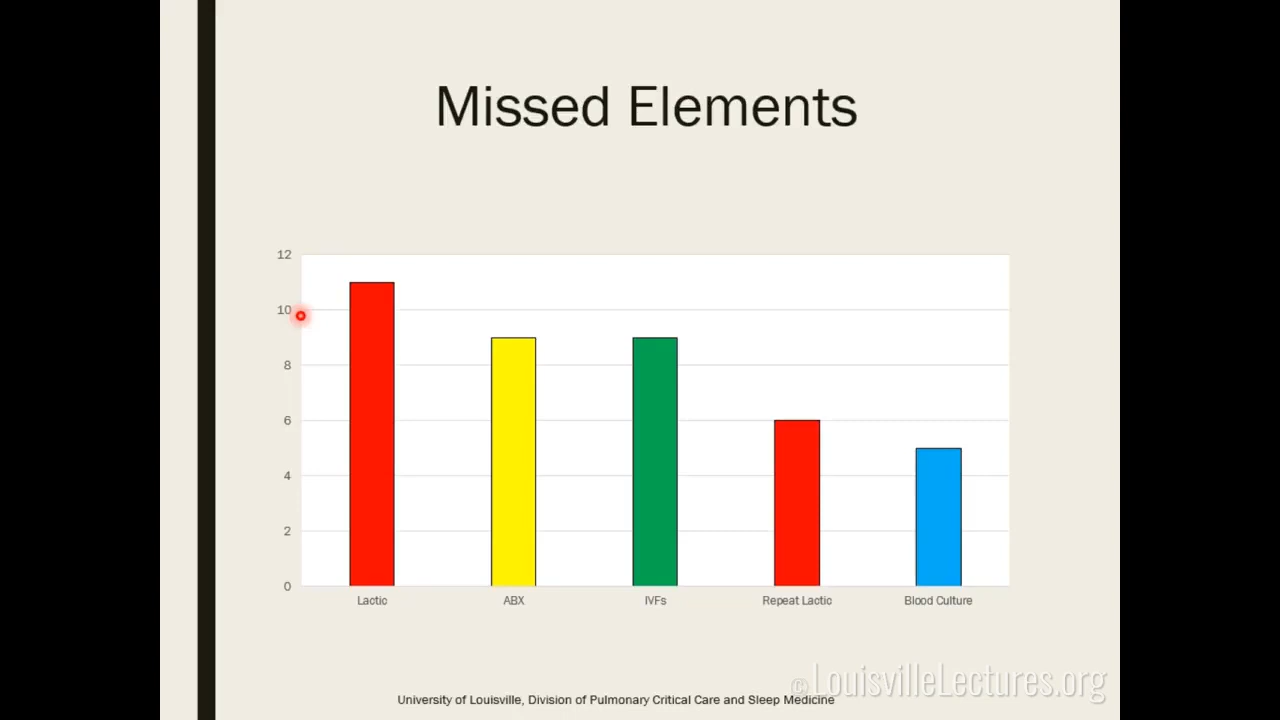 Missed Elements
12
10
8
6
4
2
0
Lactic
ABX
IVFs
Repeat Lactic
Blood Culture
©LouisvilleLectures.org
University of Louisville, Division of Pulmonary Critical Care and Sleep Medicine